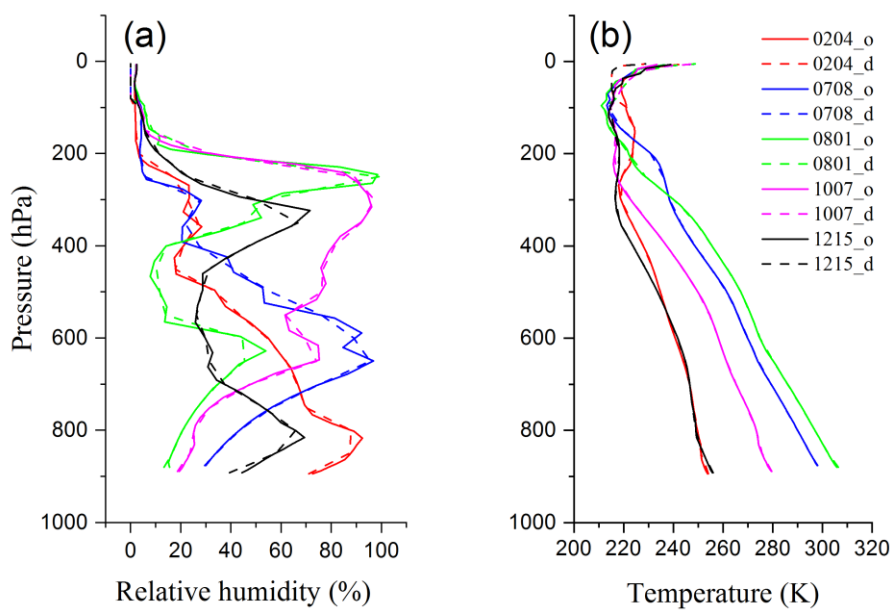 (a)
0
200
400
600
800
1000
Pressure (hPa)
0 20 40 60 80 100
Relative humidity (%)
(b)
0
200
400
600
800
1000
200 220 240 260 280 300 320
Temperature (K)
0204_o
0204_d
0708_o
0708_d
0801_o
0801_d
1007_o
1007_d
1215_o
1215_d